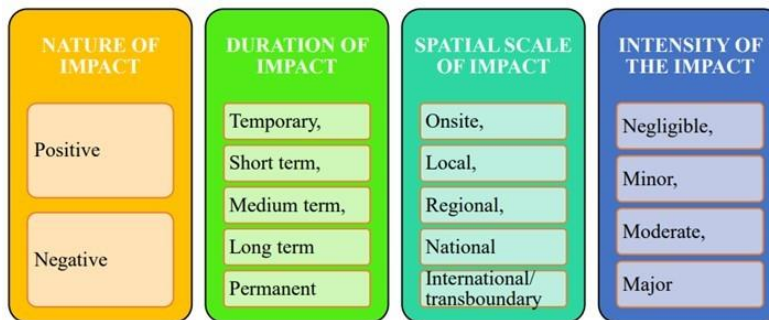 NATURE OF
IMPACT
Positive
Negative
DURATION OF
IMPACT
Temporary,
Short term,
Medium term,
Long term
Permanent
SPATIAL SCALE
OF IMPACT
Onsite,
Local,
Regional,
National
International/
transboundary
INTENSITY OF
THE IMPACT
Negligible,
Minor,
Moderate,
Major